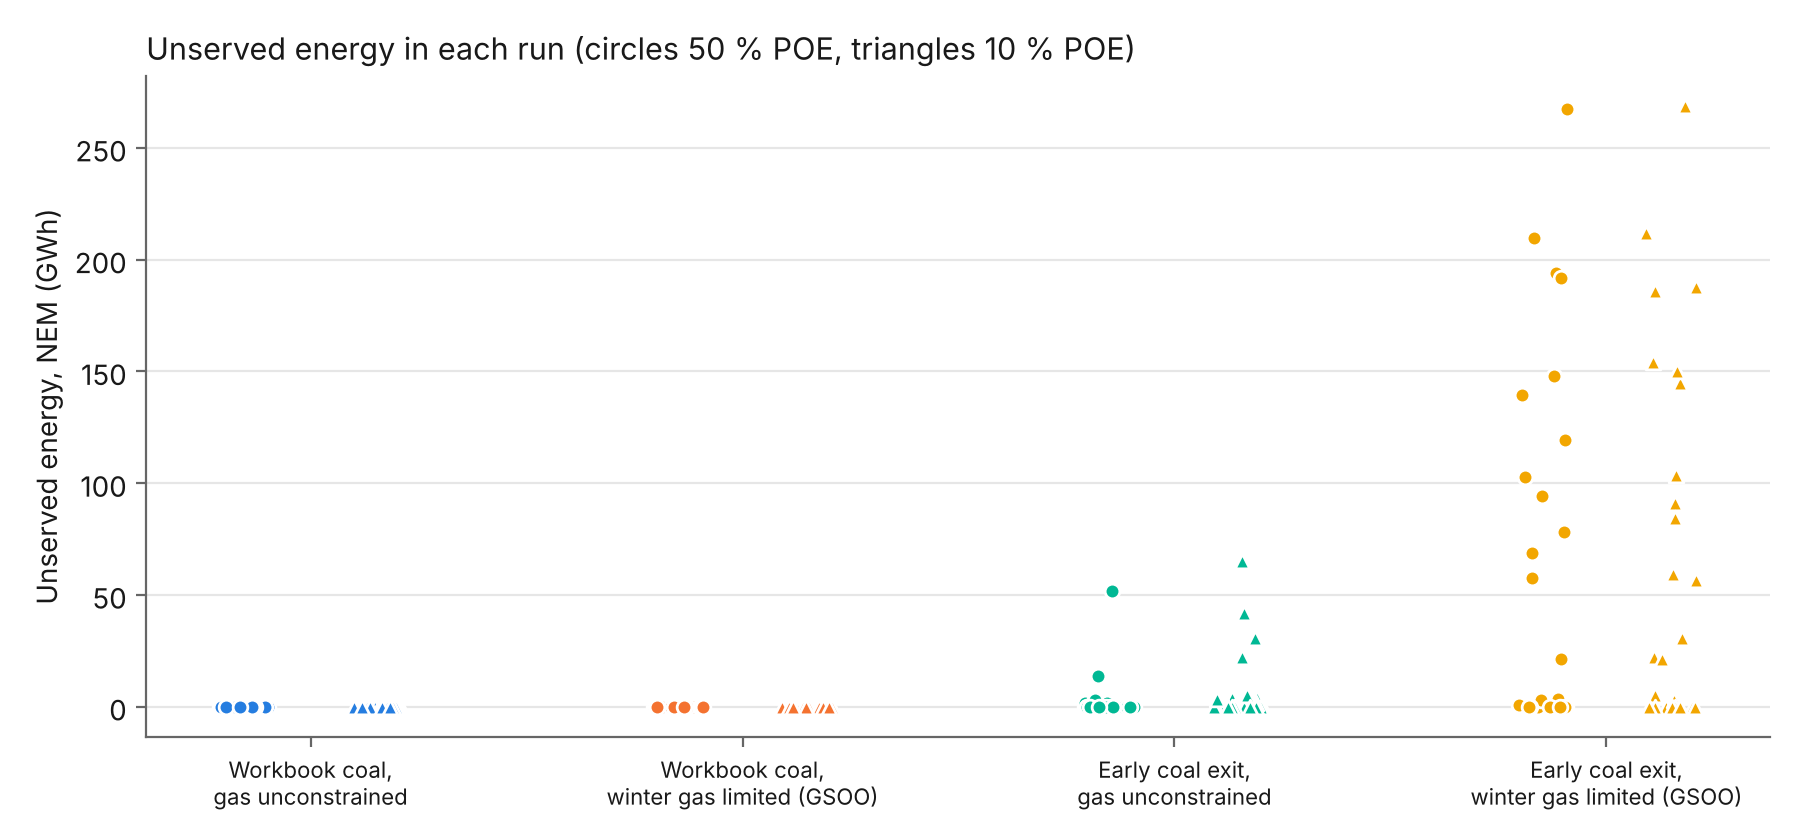 Unserved energy in each run (circles 50 % POE, triangles 10 % POE)
Unserved energy, NEM (GWh)
250
200
150
100
50
0
Workbook coal,
gas unconstrained
Workbook coal,
winter gas limited (GSOO)
Early coal exit,
gas unconstrained
Early coal exit,
winter gas limited (GSOO)